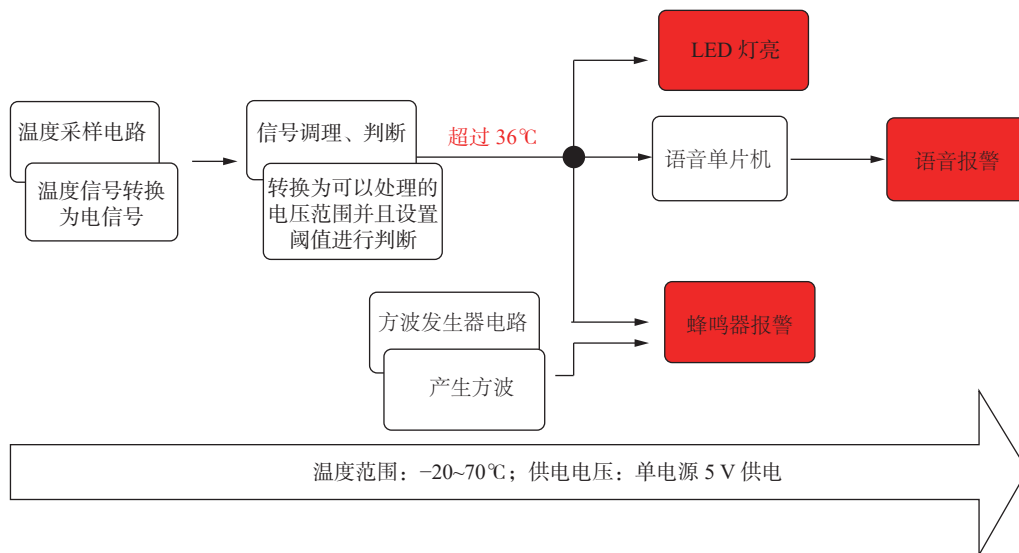 LED 灯亮
温度采样电路
温度信号转换
为电信号
信号调理、判断
转换为可以处理的
电压范围并且设置
阈值进行判断
超过 36℃
语音单片机
语音报警
方波发生器电路
产生方波
蜂鸣器报警
温度范围：−20~70℃；供电电压：单电源 5 V 供电